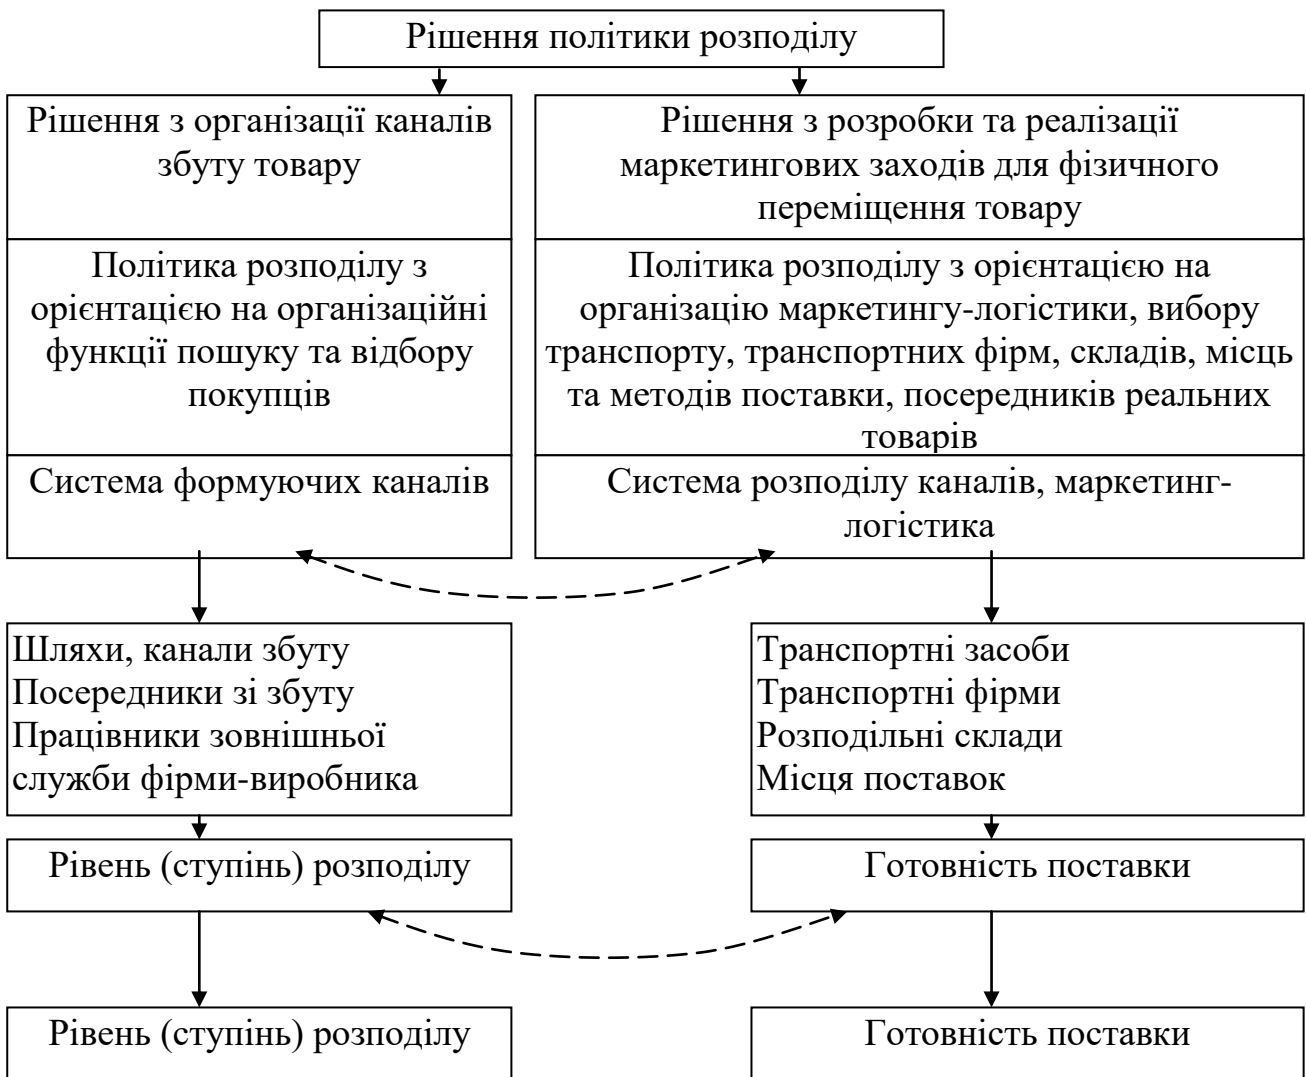 Рішення політики розподілу
Рішення з організації каналів
збуту товару
Рішення з розробки та реалізації
маркетингових заходів для фізичного
переміщення товару
Політика розподілу з
орієнтацією на організаційні
функції пошуку та відбору
покупців
Політика розподілу з орієнтацією на
організацію маркетингу-логістики, вибору
транспорту, транспортних фірм, складів, місць
та методів поставки, посередників реальних
товарів
Система формуючих каналів
Система розподілу каналів, маркетинг-
логістика
Шляхи, канали збуту
Посередники зі збуту
Працівники зовнішньої
служби фірми-виробника
Транспортні засоби
Транспортні фірми
Розподільні склади
Місця поставок
Рівень (ступінь) розподілу
Готовність поставки
Рівень (ступінь) розподілу
Готовність поставки